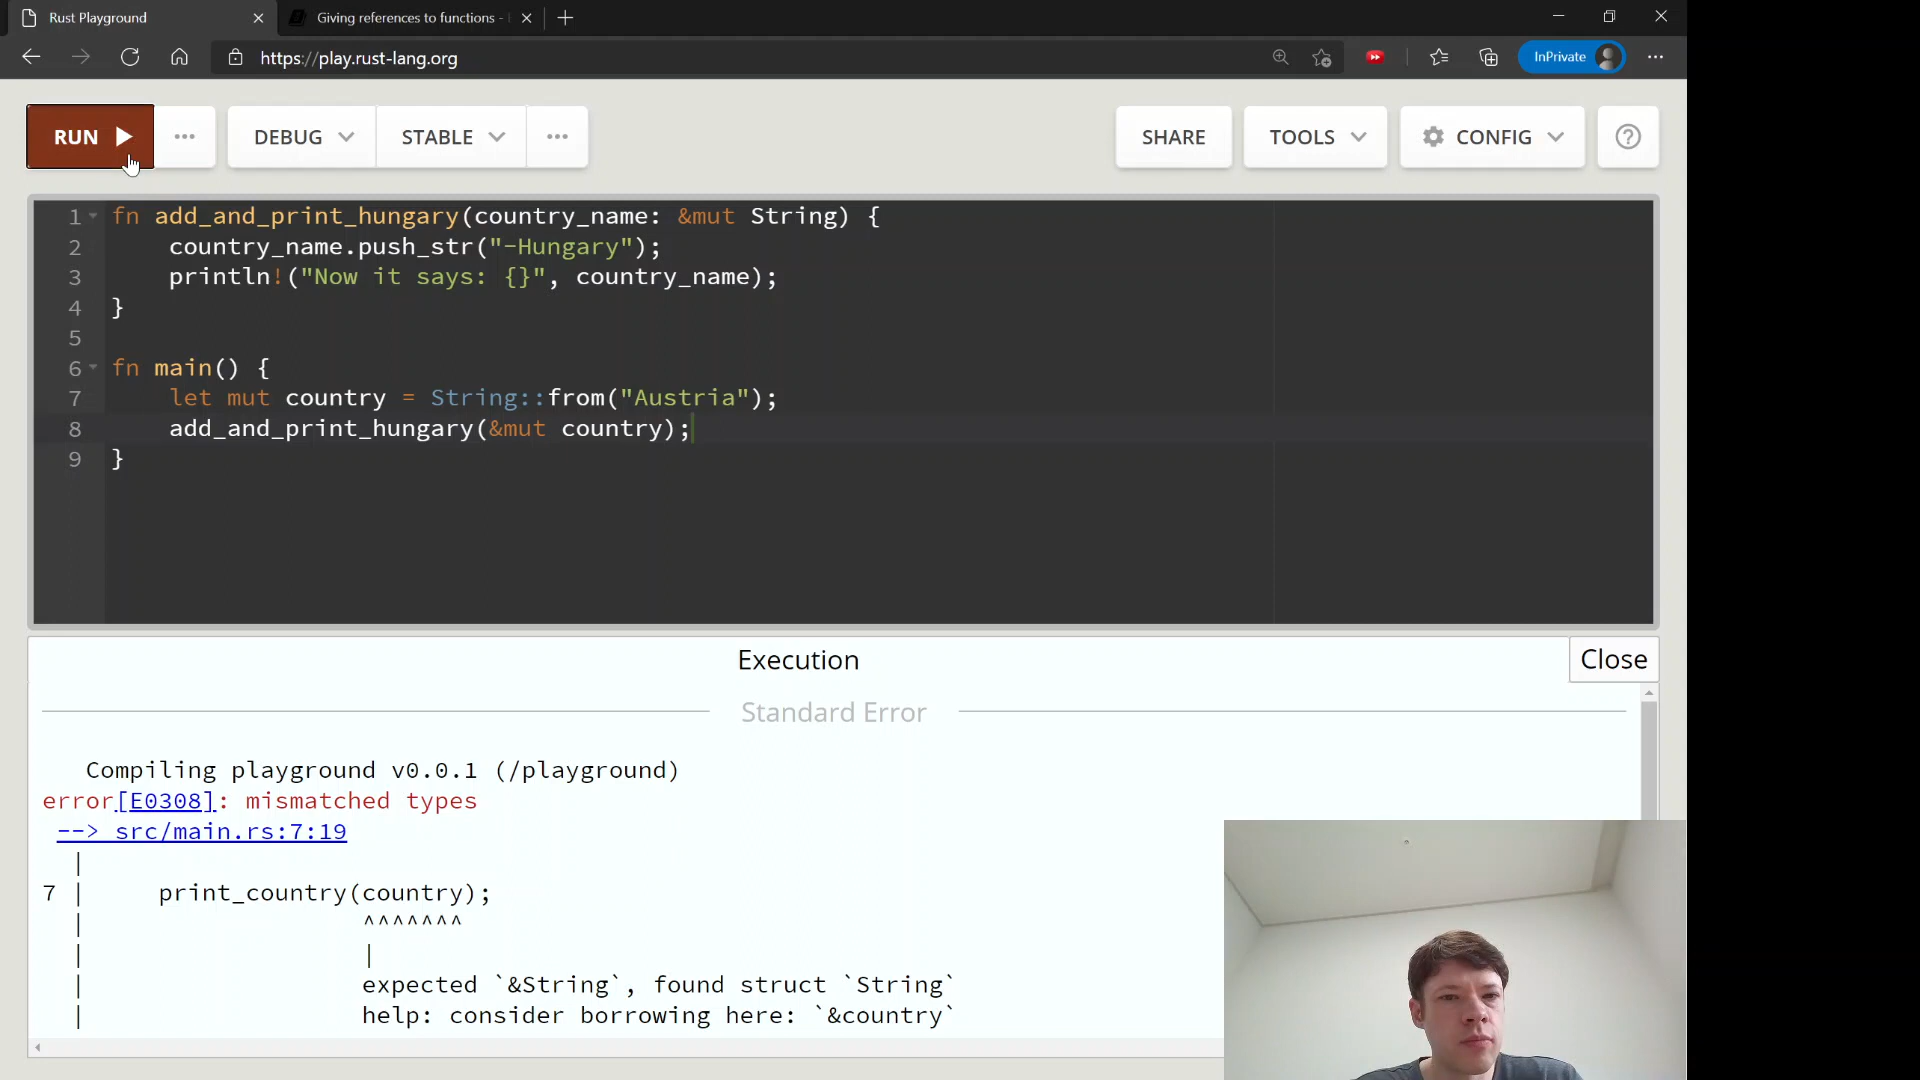 Rust Playground
Giving references to functions -
https://play.rust-lang.org
InPrivate
RUN
DEBUG
STABLE
SHARE
TOOLS
CONFIG
1 fn add_and_print_hungary(country_name: &mut String) {
2 country_name.push_str("-Hungary");
3 println!("Now it says: {}", country_name);
4 }
5
6 fn main() {
7 let mut country = String::from("Austria");
8 add_and_print_hungary(&mut country);
9 }
Execution
Close
Standard Error
Compiling playground v0.0.1 (/playground)
error[E0308]: mismatched types
--> src/main.rs:7:19
|
7 | print_country(country);
| ^^^^^^^
| |
| expected `&String`, found struct `String`
| help: consider borrowing here: `&country`